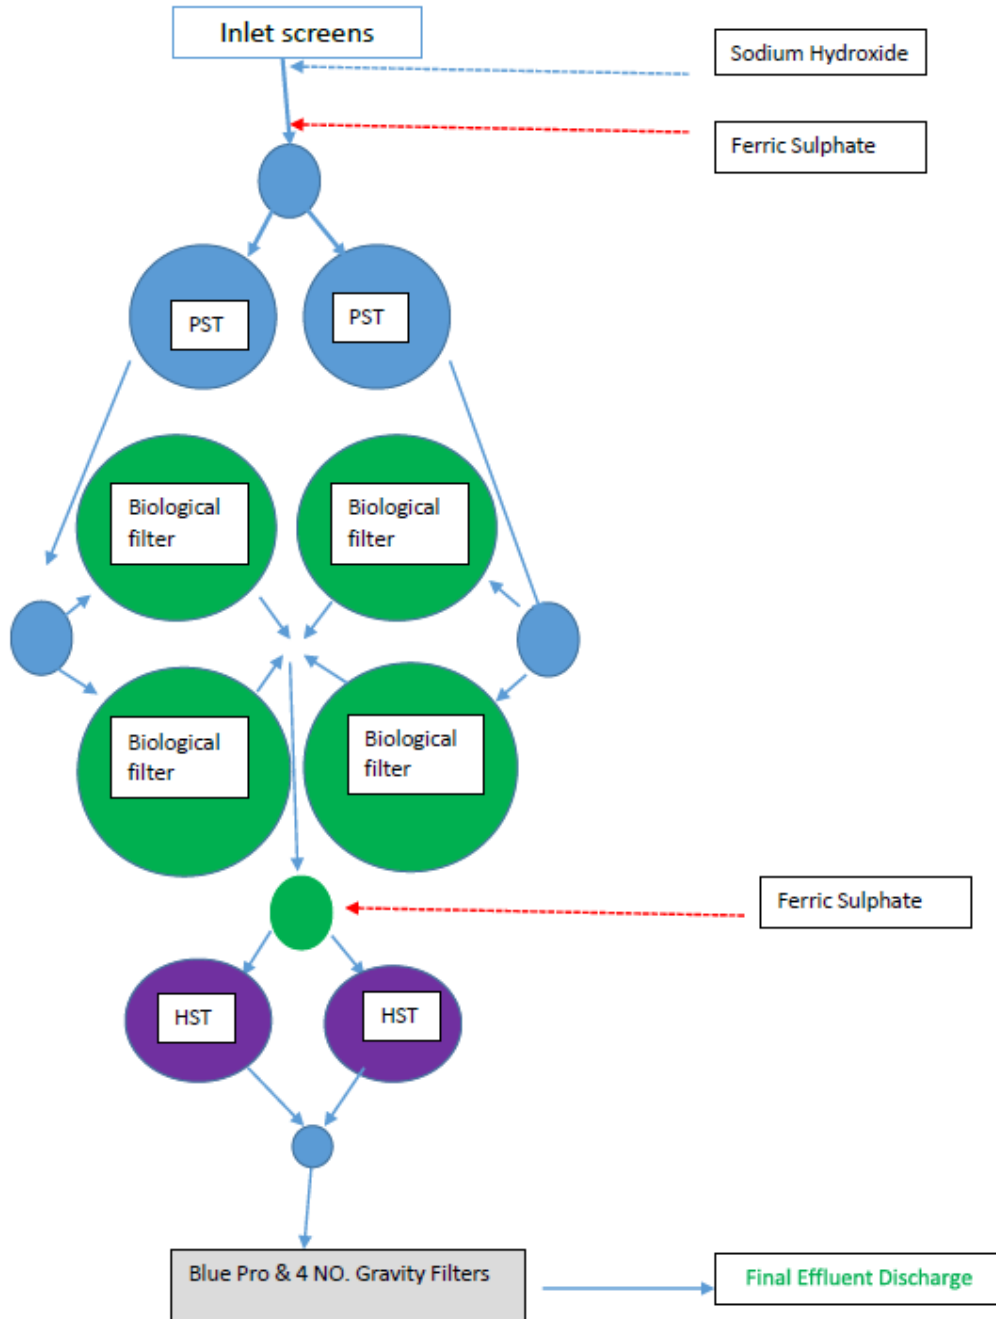 Inlet screens
Sodium Hydroxide
Ferric Sulphate
PST
PST
Biological
filter
Biological
filter
Biological
filter
Biological
filter
Ferric Sulphate
HST
HST
Blue Pro & 4 NO. Gravity Filters
Final Effluent Discharge